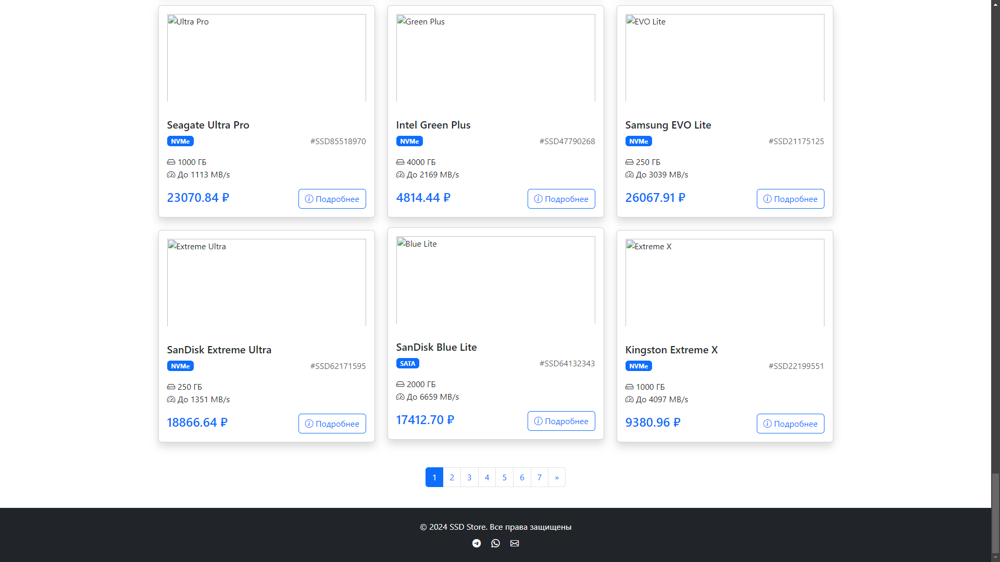 Ultra Pro
Seagate Ultra Pro
NVMe #SSD85518970
1000 ГБ
До 1113 MB/s
23070.84 ₽ Подробнее
Green Plus
Intel Green Plus
NVMe #SSD47790268
4000 ГБ
До 2169 MB/s
4814.44 ₽ Подробнее
EVO Lite
Samsung EVO Lite
NVMe #SSD21175125
250 ГБ
До 3039 MB/s
26067.91 ₽ Подробнее
Extreme Ultra
SanDisk Extreme Ultra
NVMe #SSD62171595
250 ГБ
До 1351 MB/s
18866.64 ₽ Подробнее
Blue Lite
SanDisk Blue Lite
SATA #SSD64132343
2000 ГБ
До 6659 MB/s
17412.70 ₽ Подробнее
Extreme X
Kingston Extreme X
NVMe #SSD22199551
1000 ГБ
До 4097 MB/s
9380.96 ₽ Подробнее
1 2 3 4 5 6 7 »
© 2024 SSD Store. Все права защищены